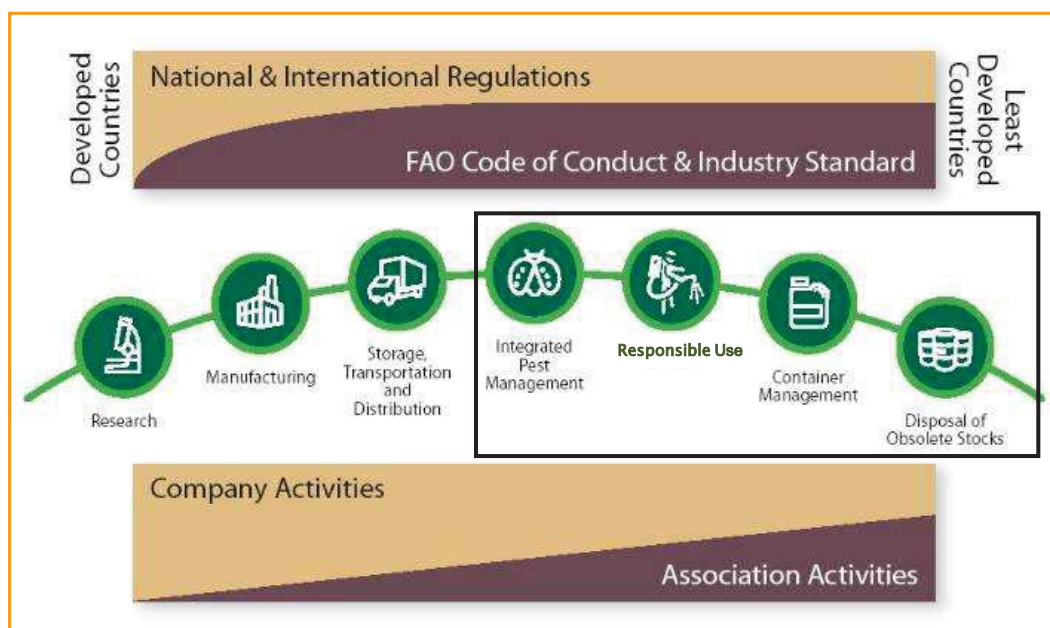 Developed
Countries
National & International Regulations
FAO Code of Conduct & Industry Standard
Least
Developed
Countries
Research
Manufacturing
Storage,
Transportation
and
Distribution
Integrated
Pest
Management
Responsible Use
Container
Management
Disposal of
Obsolete Stocks
Company Activities
Association Activities